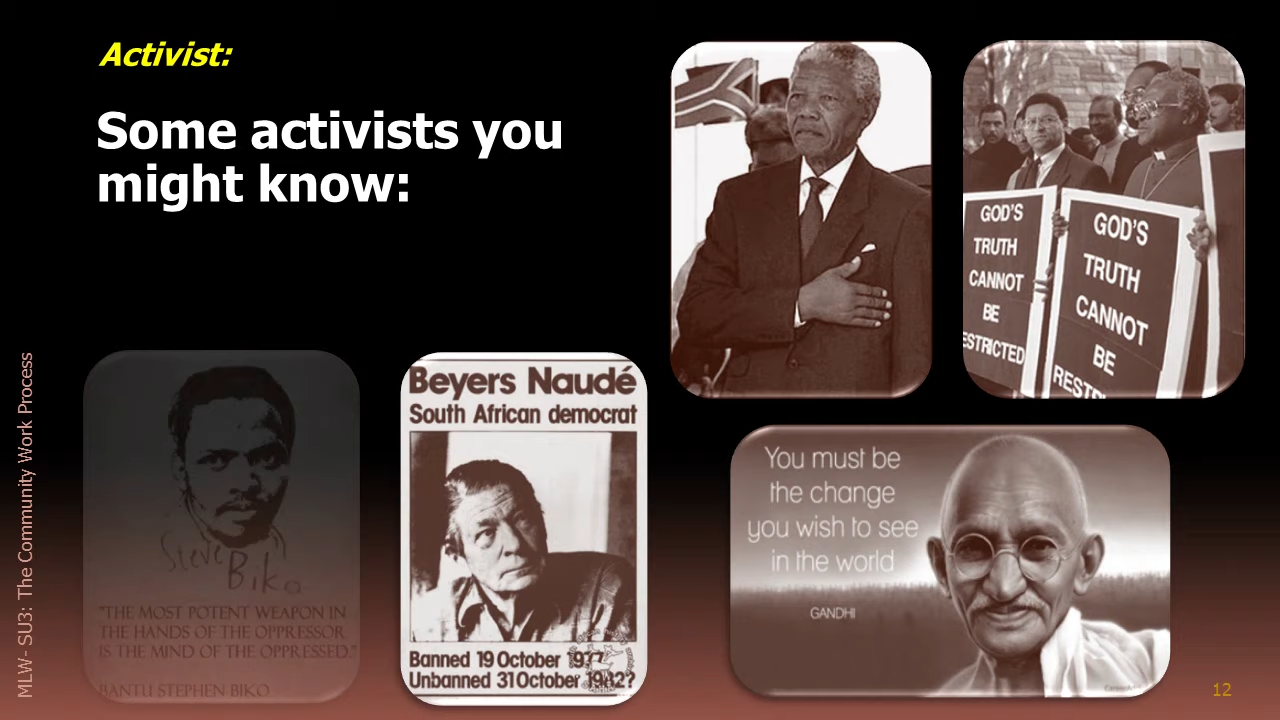 Activist:
Some activists you
might know:
GOD'S
TRUTH
CANNOT
BE
ESTRICTED
GOD'S
TRUTH
CANNOT
BE
Steve
Biko
"THE MOST POTENT WEAPON IN
THE HANDS OF THE OPPRESSOR
IS THE MIND OF THE OPPRESSED."
BANTU STEPHEN BIKO
Beyers Naudé
South African democrat
Banned 19 October 1977
Unbanned 31 October 1982?
You must be
the change
you wish to see
in the world
GANDHI
MLW- SU3: The Community Work Process
12